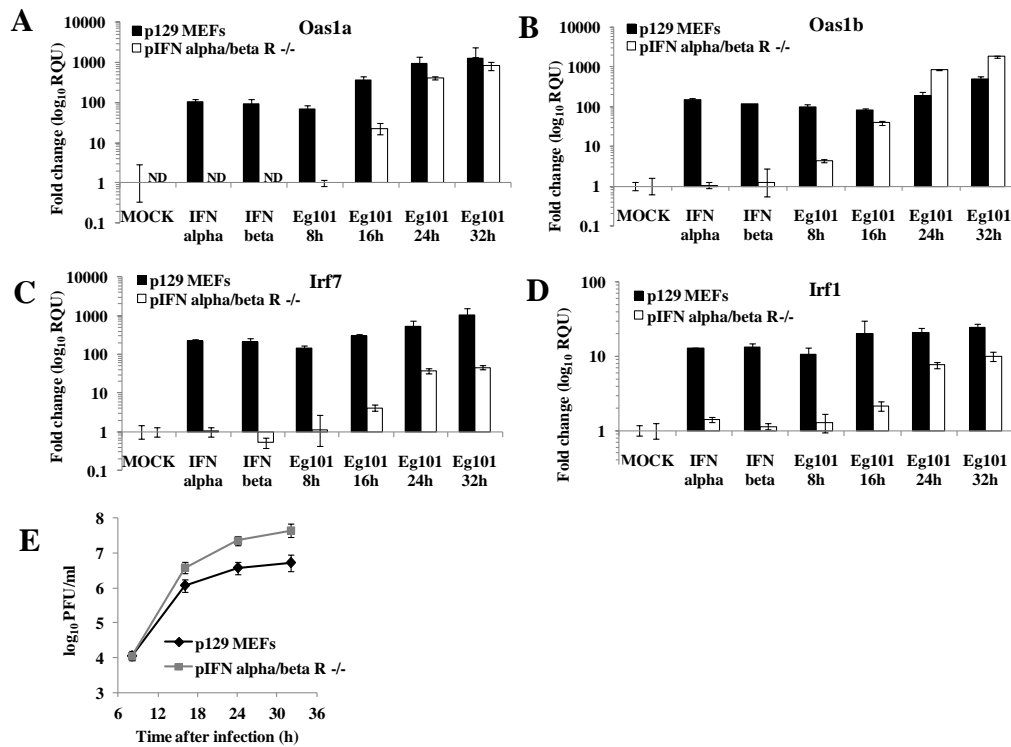 A
Oas1a
p129 MEFs
pIFN alpha/beta R -/-
Fold change (log10 RQU)
10000
1000
100
10
1
0.1
ND
ND
ND
MOCK
IFN alpha
IFN beta
Eg101 8h
Eg101 16h
Eg101 24h
Eg101 32h
B
Oas1b
p129 MEFs
pIFN alpha/beta R -/-
Fold change (log10 RQU)
10000
1000
100
10
1
0.1
MOCK
IFN alpha
IFN beta
Eg101 8h
Eg101 16h
Eg101 24h
Eg101 32h
C
Irf7
p129 MEFs
pIFN alpha/beta R -/-
Fold change (log10 RQU)
10000
1000
100
10
1
0.1
MOCK
IFN alpha
IFN beta
Eg101 8h
Eg101 16h
Eg101 24h
Eg101 32h
D
Irf1
p129 MEFs
pIFN alpha/beta R-/-
Fold change (log10 RQU)
100
10
1
MOCK
IFN alpha
IFN beta
Eg101 8h
Eg101 16h
Eg101 24h
Eg101 32h
E
log10 PFU/ml
8
7
6
5
4
3
p129 MEFs
pIFN alpha/beta R -/-
6
12
18
24
30
36
Time after infection (h)